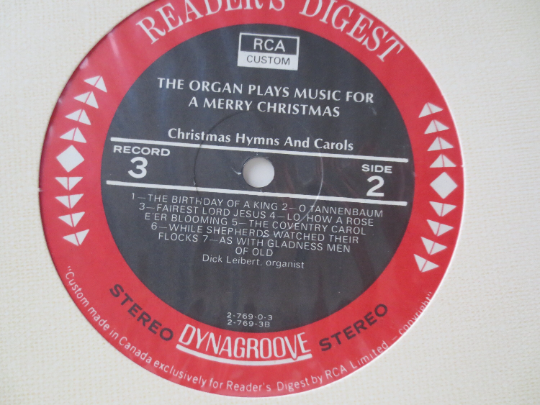 READER'S DIGEST
RCA
CUSTOM
THE ORGAN PLAYS MUSIC FOR
A MERRY CHRISTMAS
Christmas Hymns And Carols
RECORD
3
SIDE
2
1—THE BIRTHDAY OF A KING 2—O TANNENBAUM
3—FAIREST LORD JESUS 4—LO, HOW A ROSE
E'ER BLOOMING 5—THE COVENTRY CAROL
6—WHILE SHEPHERDS WATCHED THEIR
FLOCKS 7—AS WITH GLADNESS MEN
OF OLD
Dick Leibert, organist
2-769-0-3
2-769-3B
STEREO DYNAGROOVE STEREO
"Custom made in Canada exclusively for Reader's Digest by RCA Limited – copyright"